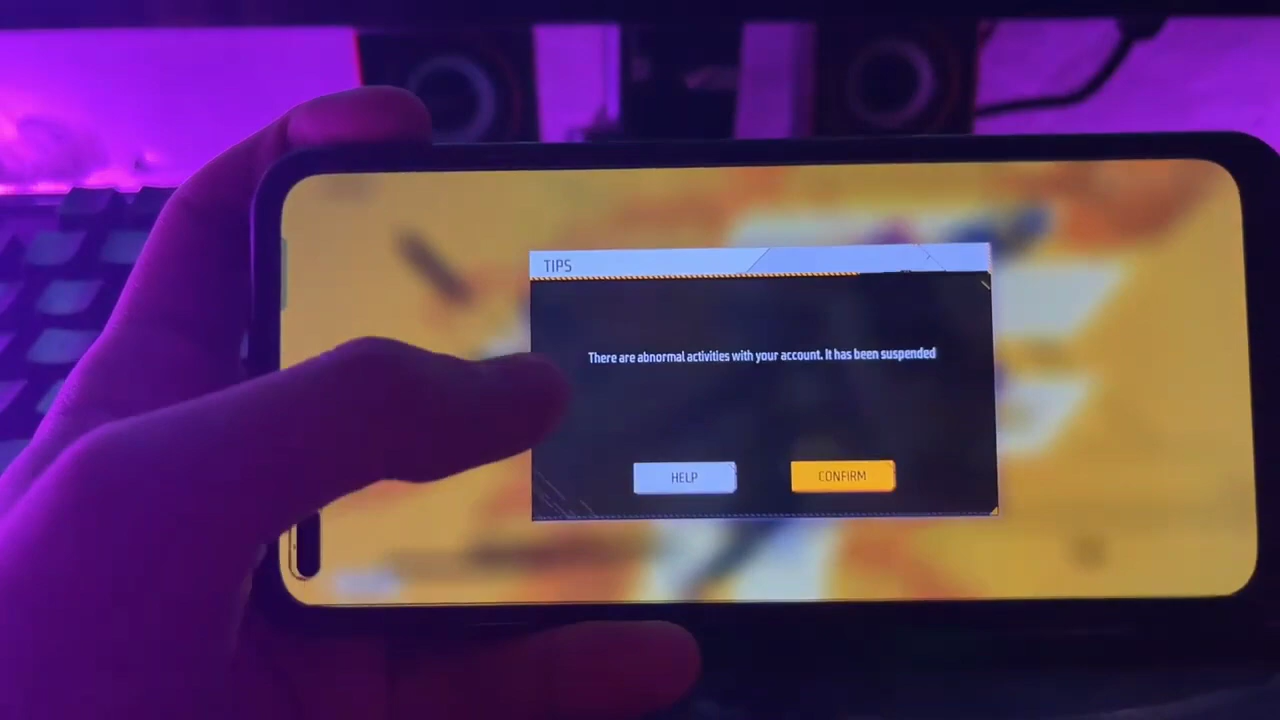 TIPS
There are abnormal activities with your account. It has been suspended
HELP
CONFIRM